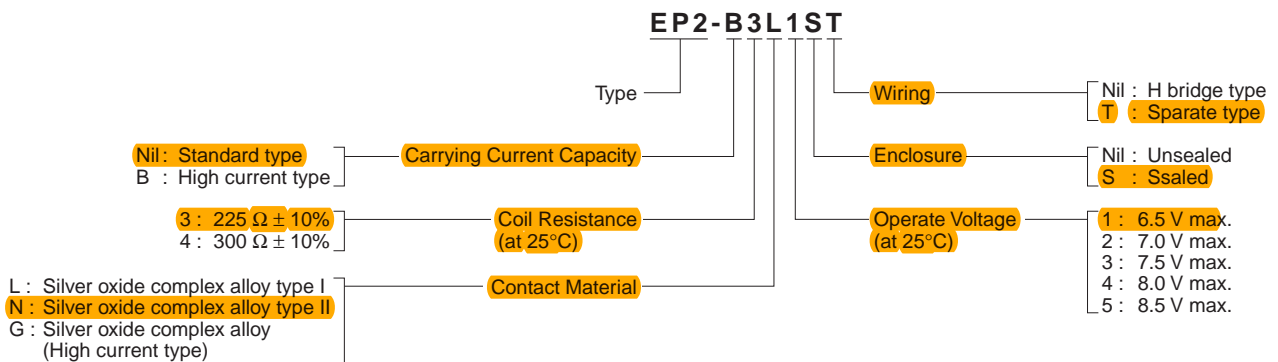 EP2-B3L1ST
Type
Wiring
Nil : H bridge type
T : Sparate type
Nil : Standard type
B : High current type
Carrying Current Capacity
Enclosure
Nil : Unsealed
S : Ssaled
3 : 225 Ω ± 10%
4 : 300 Ω ± 10%
Coil Resistance
(at 25°C)
Operate Voltage
(at 25°C)
1 : 6.5 V max.
2 : 7.0 V max.
3 : 7.5 V max.
4 : 8.0 V max.
5 : 8.5 V max.
L : Silver oxide complex alloy type I
N : Silver oxide complex alloy type II
G : Silver oxide complex alloy
(High current type)
Contact Material